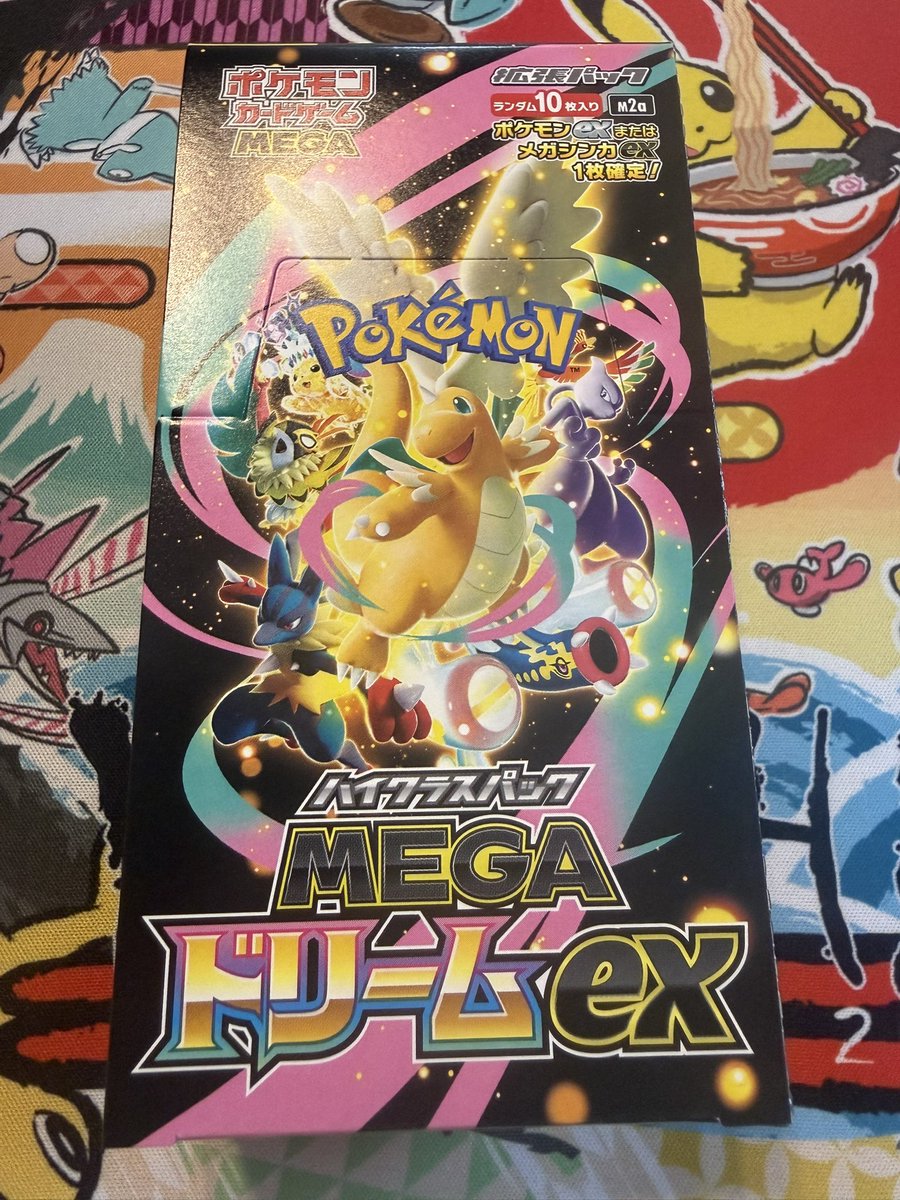 ポケモン
カードゲーム
MEGA
拡張パック
ランダム10枚入り
M2a
ポケモンexまたは
メガシンカex
1枚確定!
POKéMON
TM
ハイクラスパック
MEGA
ドリームex
2